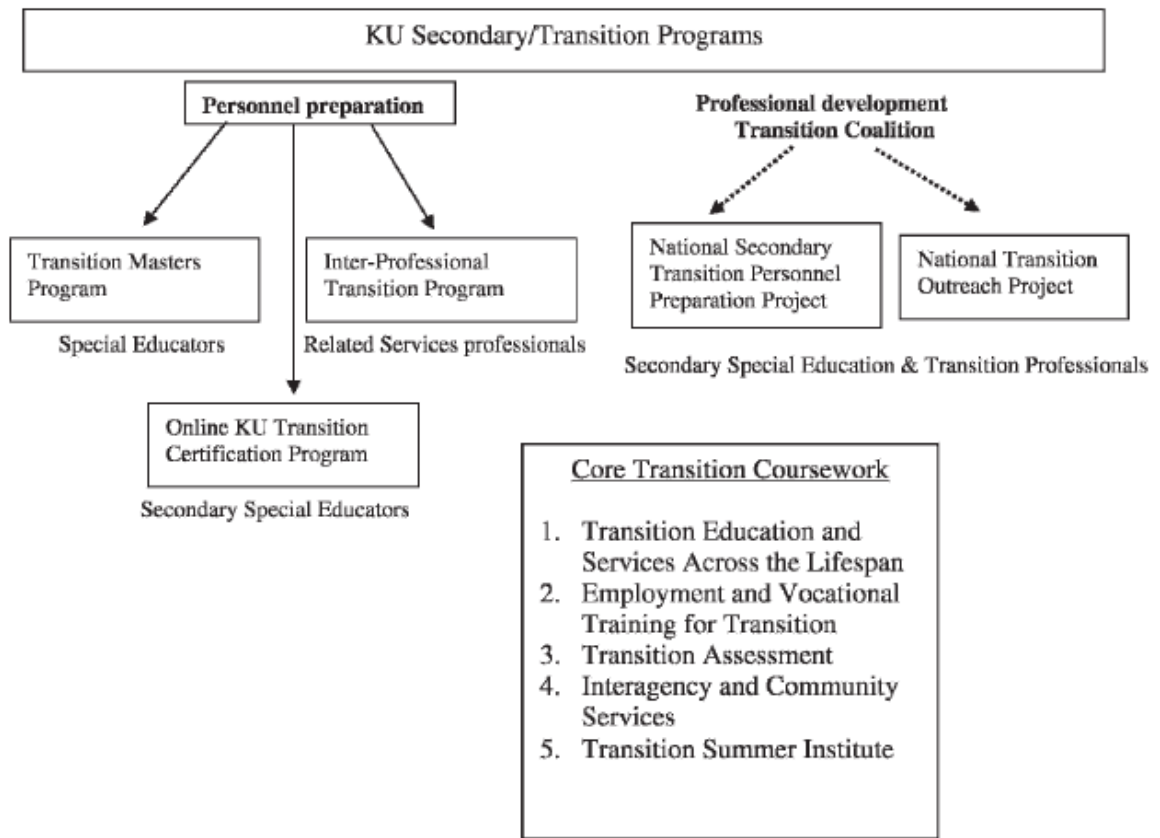 KU Secondary/Transition Programs
Personnel preparation
Professional development
Transition Coalition
Transition Masters
Program
Special Educators
Inter-Professional
Transition Program
Related Services professionals
National Secondary
Transition Personnel
Preparation Project
National Transition
Outreach Project
Secondary Special Education & Transition Professionals
Online KU Transition
Certification Program
Secondary Special Educators
Core Transition Coursework
1. Transition Education and
Services Across the Lifespan
2. Employment and Vocational
Training for Transition
3. Transition Assessment
4. Interagency and Community
Services
5. Transition Summer Institute